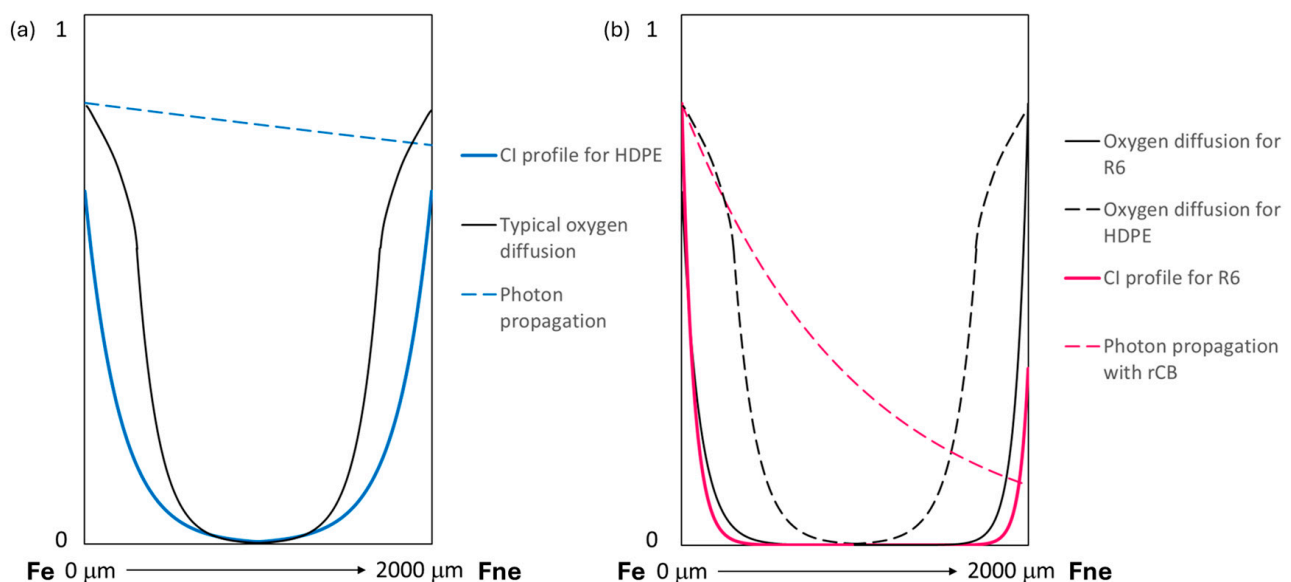 (a)
1
CI profile for HDPE
Typical oxygen
diffusion
Photon
propagation
0
Fe 0 μm 2000 μm Fne
(b)
1
Oxygen diffusion for
R6
Oxygen diffusion for
HDPE
CI profile for R6
Photon propagation
with rCB
0
Fe 0 μm 2000 μm Fne